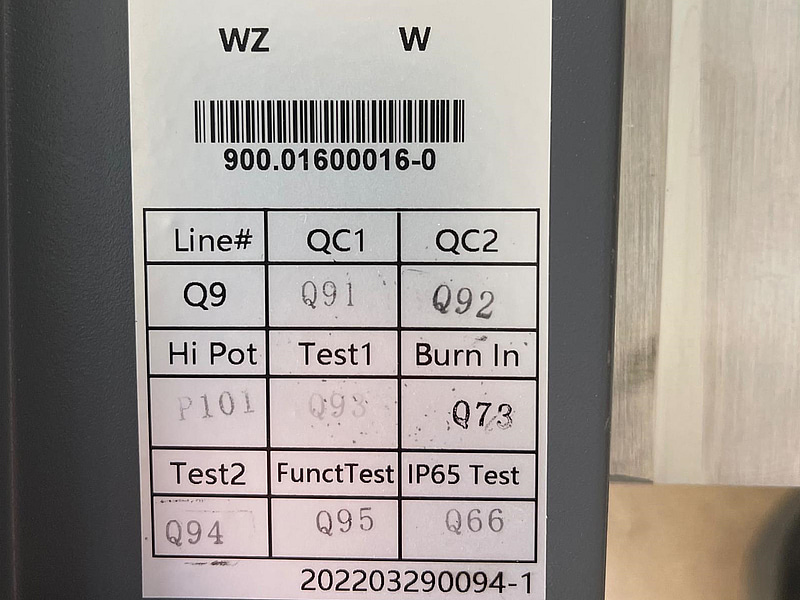 WZ W
900.01600016-0
Line# QC1 QC2
Q9 Q91 Q92
Hi Pot Test1 Burn In
P101 Q93 Q73
Test2 FunctTest IP65 Test
Q94 Q95 Q66
202203290094-1